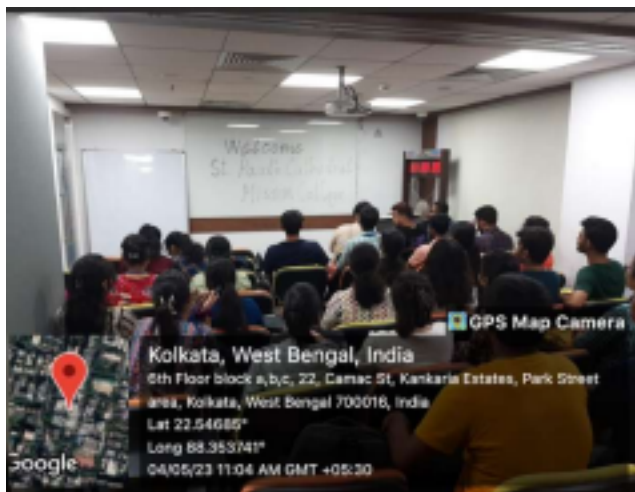 Welcome
St. Paul's Cathedral
Mission College
GPS Map Camera
Kolkata, West Bengal, India
6th Floor block a,b,c, 22, Camac St, Kankaria Estates, Park Street
area, Kolkata, West Bengal 700016, India
Lat 22.54685°
Long 88.353741°
04/05/23 11:04 AM GMT +05:30
Google